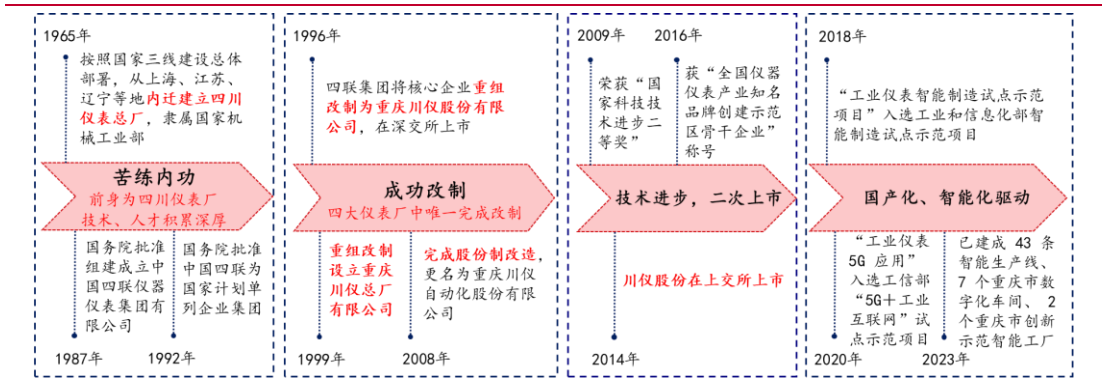 1965年
按照国家三线建设总体
部署，从上海、江苏、
辽宁等地内迁建立四川
仪表总厂，隶属国家机
械工业部
苦练内功
前身为四川仪表厂
技术、人才积累深厚
国务院批准
组建成立中
国四联仪器
仪表集团有
限公司
1987年
国务院批准
中国四联为
国家计划单
列企业集团
1992年
1996年
四联集团将核心企业重组
改制为重庆川仪股份有限
公司，在深交所上市
成功改制
四大仪表厂中唯一完成改制
重组改制
设立重庆
川仪总厂
有限公司
1999年
完成股份制改造，
更名为重庆川仪
自动化股份有限
公司
2008年
2009年
荣获“国
家科技技
术进步二
等奖”
2016年
获“全国仪器
仪表产业知名
品牌创建示范
区骨干企业”
称号
技术进步，二次上市
川仪股份在上交所上市
2014年
2018年
“工业仪表智能制造试点示范
项目”入选工业和信息化部智
能制造试点示范项目
国产化、智能化驱动
“工业仪表
5G 应用”
入选工信部
“5G＋工业
互联网”试
点示范项目
2020年
已建成 43 条
智能生产线、
7 个重庆市数
字化车间、 2
个重庆市创新
示范智能工厂
2023年